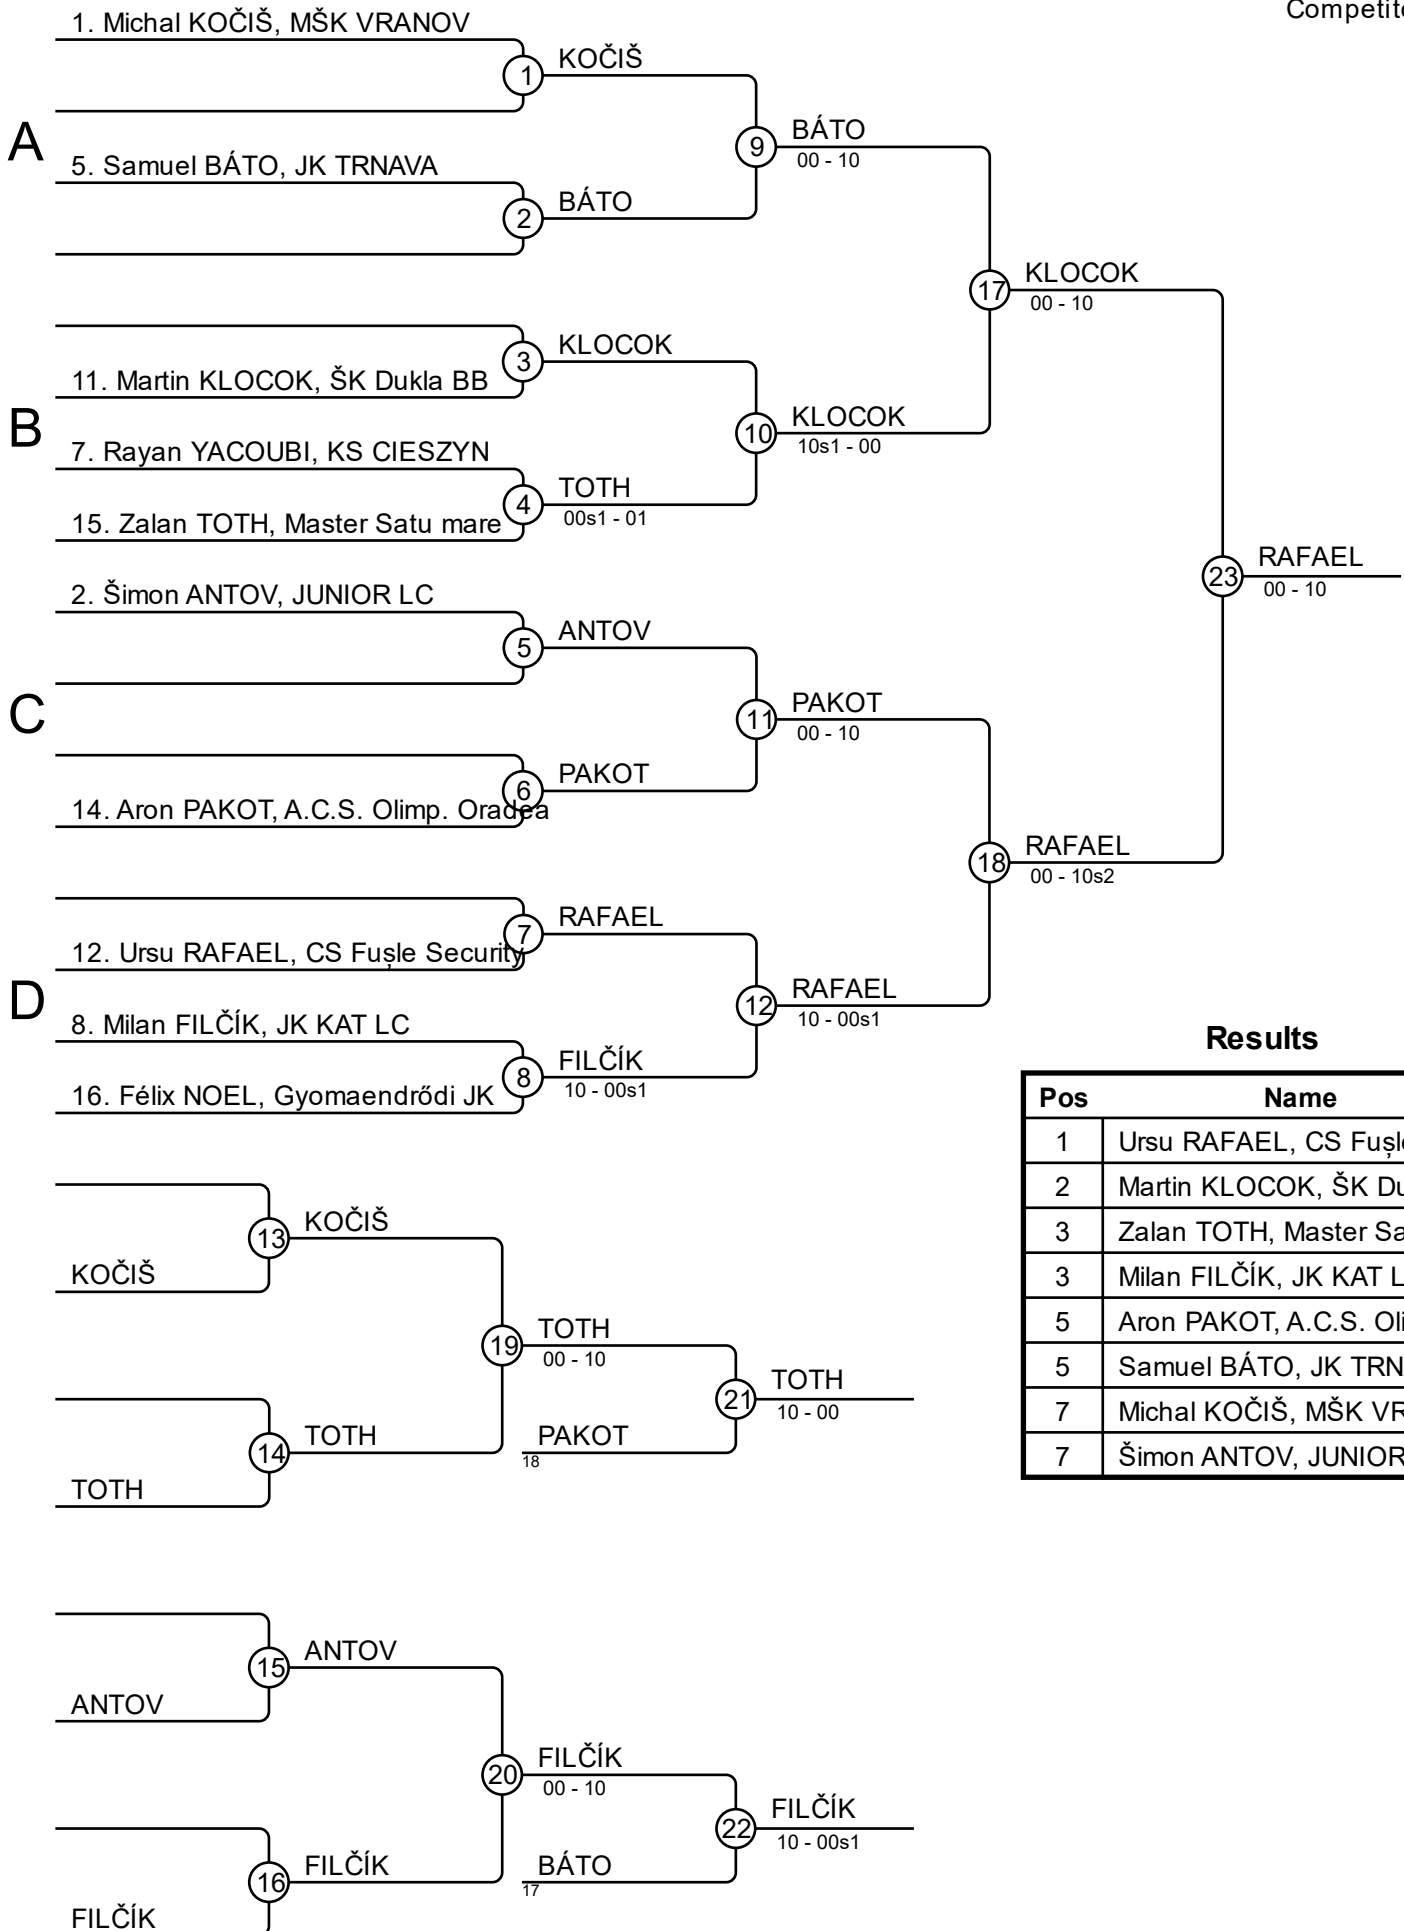 Competit
1. Michal KOČIŠ, MŠK VRANOV
1
KOČIŠ
A
9
BÁTO
00 - 10
5. Samuel BÁTO, JK TRNAVA
2
BÁTO
17
KLOCOK
00 - 10
3
KLOCOK
11. Martin KLOCOK, ŠK Dukla BB
B
10
KLOCOK
10s1 - 00
7. Rayan YACOUBI, KS CIESZYN
4
TOTH
00s1 - 01
15. Zalan TOTH, Master Satu mare
23
RAFAEL
00 - 10
2. Šimon ANTOV, JUNIOR LC
5
ANTOV
C
11
PAKOT
00 - 10
6
PAKOT
14. Aron PAKOT, A.C.S. Olimp. Oradea
18
RAFAEL
00 - 10s2
7
RAFAEL
12. Ursu RAFAEL, CS Fușle Security
D
12
RAFAEL
10 - 00s1
8. Milan FILČÍK, JK KAT LC
8
FILČÍK
10 - 00s1
16. Félix NOEL, Gyomaendrődi JK
Results
Pos Name
1 Ursu RAFAEL, CS Fușl
2 Martin KLOCOK, ŠK Du
3 Zalan TOTH, Master Sa
3 Milan FILČÍK, JK KAT L
5 Aron PAKOT, A.C.S. Oli
5 Samuel BÁTO, JK TRN
7 Michal KOČIŠ, MŠK VR
7 Šimon ANTOV, JUNIOR
13
KOČIŠ
KOČIŠ
19
TOTH
00 - 10
21
TOTH
10 - 00
14
TOTH
PAKOT
18
TOTH
15
ANTOV
ANTOV
20
FILČÍK
00 - 10
22
FILČÍK
10 - 00s1
16
FILČÍK
BÁTO
17
FILČÍK